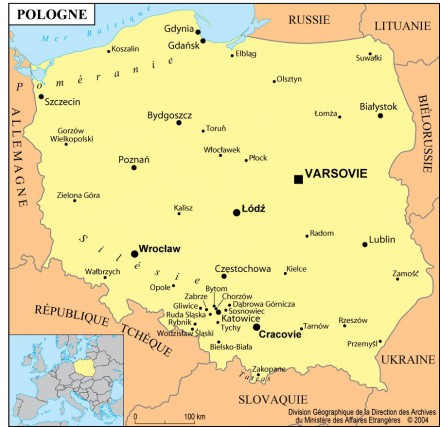 POLOGNE
RUSSIE
LITUANIE
Mer Baltique
Gdynia
Gdańsk
Koszalin
Elbląg
Suwałki
Poméranie
Olsztyn
Szczecin
Łomża
Białystok
Bydgoszcz
Toruń
ALLEMAGNE
BIÉLORUSSIE
Gorzów
Wielkopolski
Włocławek
Płock
Poznań
VARSOVIE
Zielona Góra
Kalisz
Łódź
Radom
Lublin
Silésie
Wrocław
Wałbrzych
Opole
Częstochowa
Kielce
Zamość
Bytom
Zabrze
Chorzów
Gliwice
Dąbrowa Górnicza
Ruda Śląska
Sosnowiec
Rybnik
Katowice
Wodzisław Śląski
Tychy
Cracovie
Tarnów
Rzeszów
Przemyśl
Bielsko-Biała
RÉPUBLIQUE TCHÈQUE
UKRAINE
Zakopane
Tatras
SLOVAQUIE
0 100 km
Division Géographique de la Direction des Archives
du Ministère des Affaires Etrangères © 2004